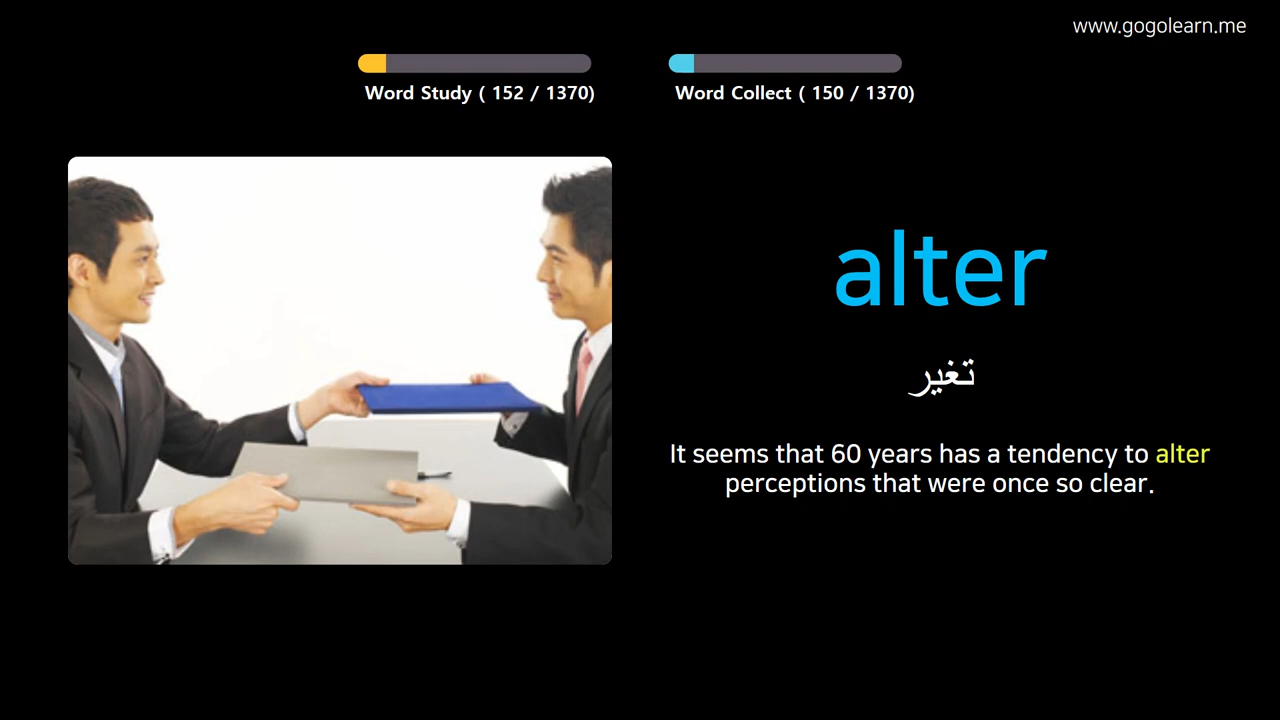 www.gogolearn.me
Word Study ( 152 / 1370)
Word Collect ( 150 / 1370)
alter
تغير
It seems that 60 years has a tendency to alter
perceptions that were once so clear.